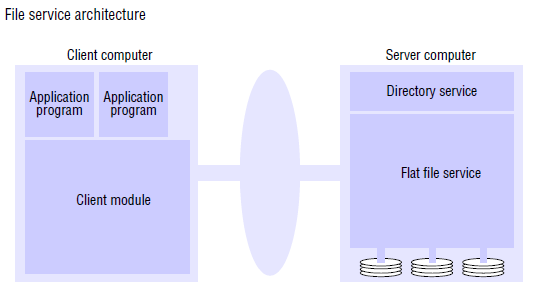 File service architecture
Client computer
Server computer
Application
program
Application
program
Directory service
Flat file service
Client module